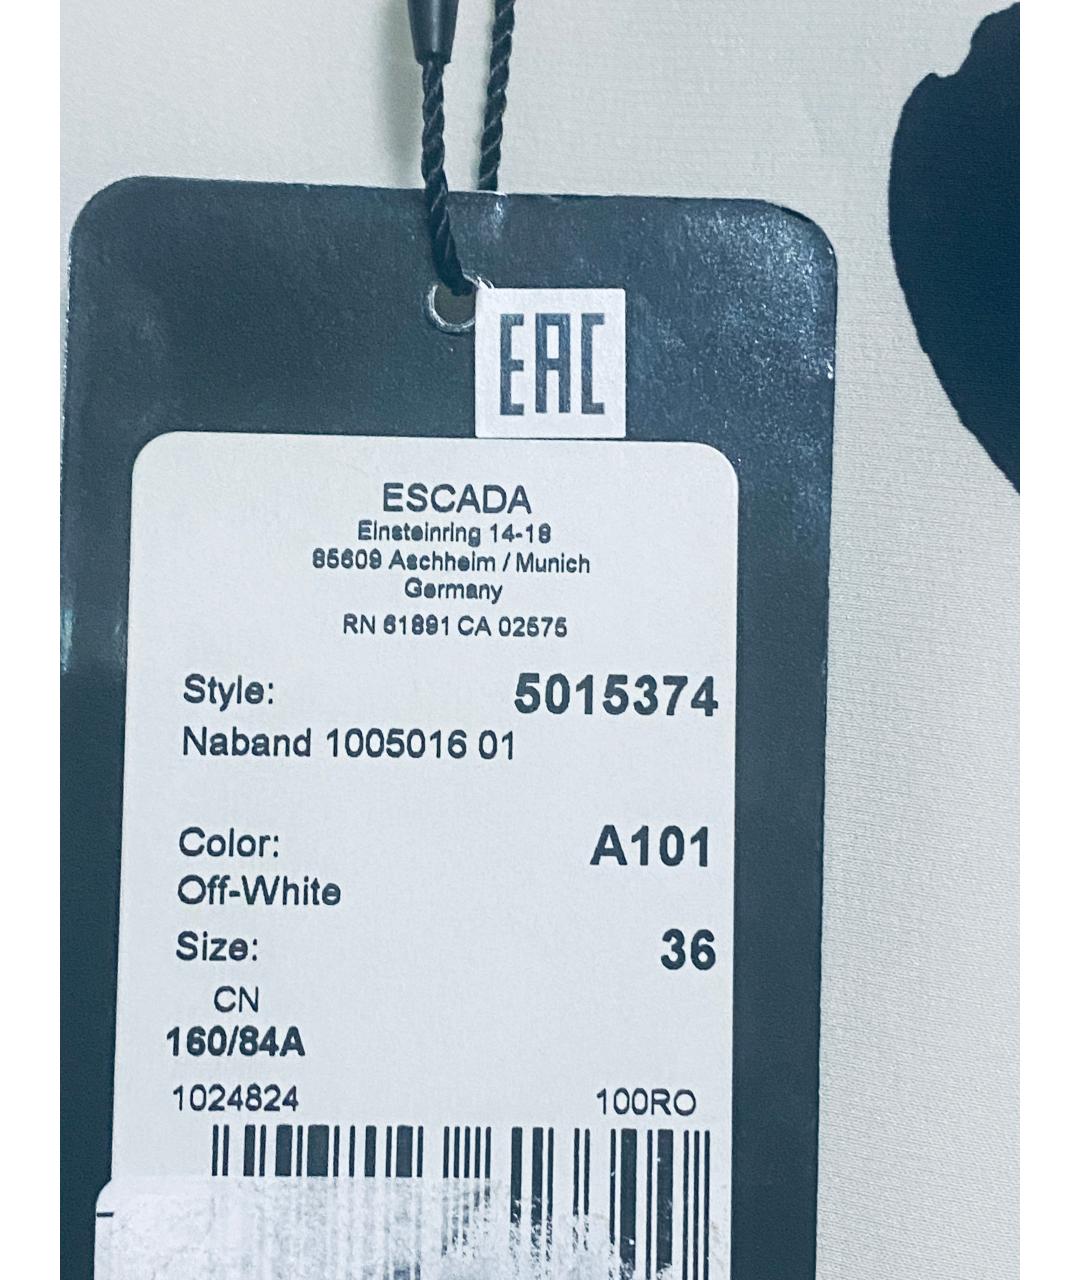 EAC
ESCADA
Einsteinring 14-18
85609 Aschheim / Munich
Germany
RN 61891 CA 02575
Style: 5015374
Naband 1005016 01
Color: A101
Off-White
Size: 36
CN
160/84A
1024824 100RO